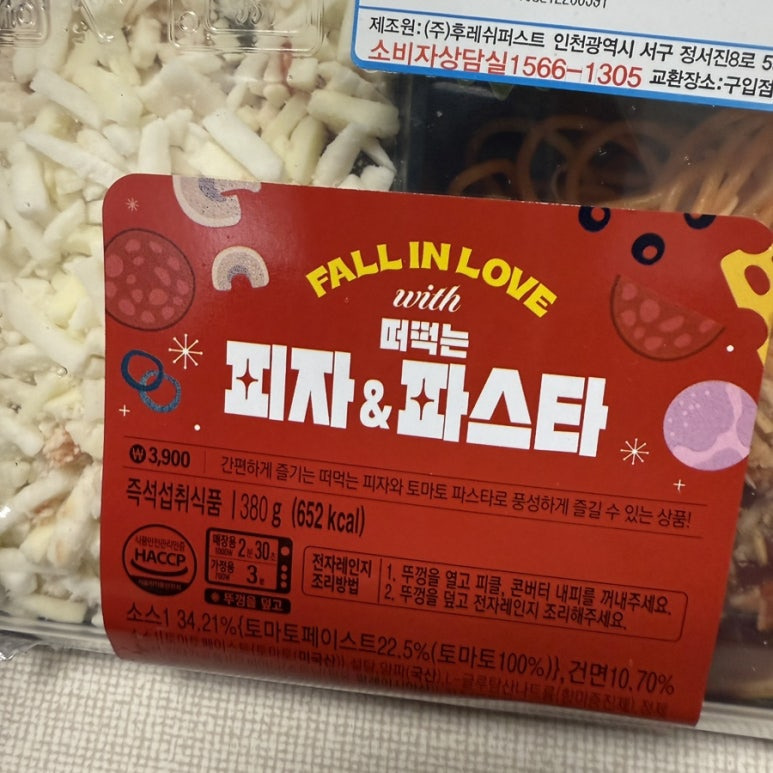 제조원:(주)후레쉬퍼스트 인천광역시 서구 정서진8로 5
소비자상담실1566-1305 교환장소:구입점
FALL IN LOVE
with
떠먹는
피자&파스타
₩3,900 간편하게 즐기는 떠먹는 피자와 토마토 파스타로 풍성하게 즐길 수 있는 상품!
즉석섭취식품 | 380g (652 kcal)
HACCP
매장용 1000W 2분 30초
가정용 700W 3분
뚜껑을 덮고
전자레인지 조리방법
1. 뚜껑을 열고 피클, 콘버터 내피를 꺼내주세요.
2. 뚜껑을 덮고 전자레인지 조리해주세요.
소스1 34.21%{토마토페이스트22.5%(토마토100%)}, 건면10.70%